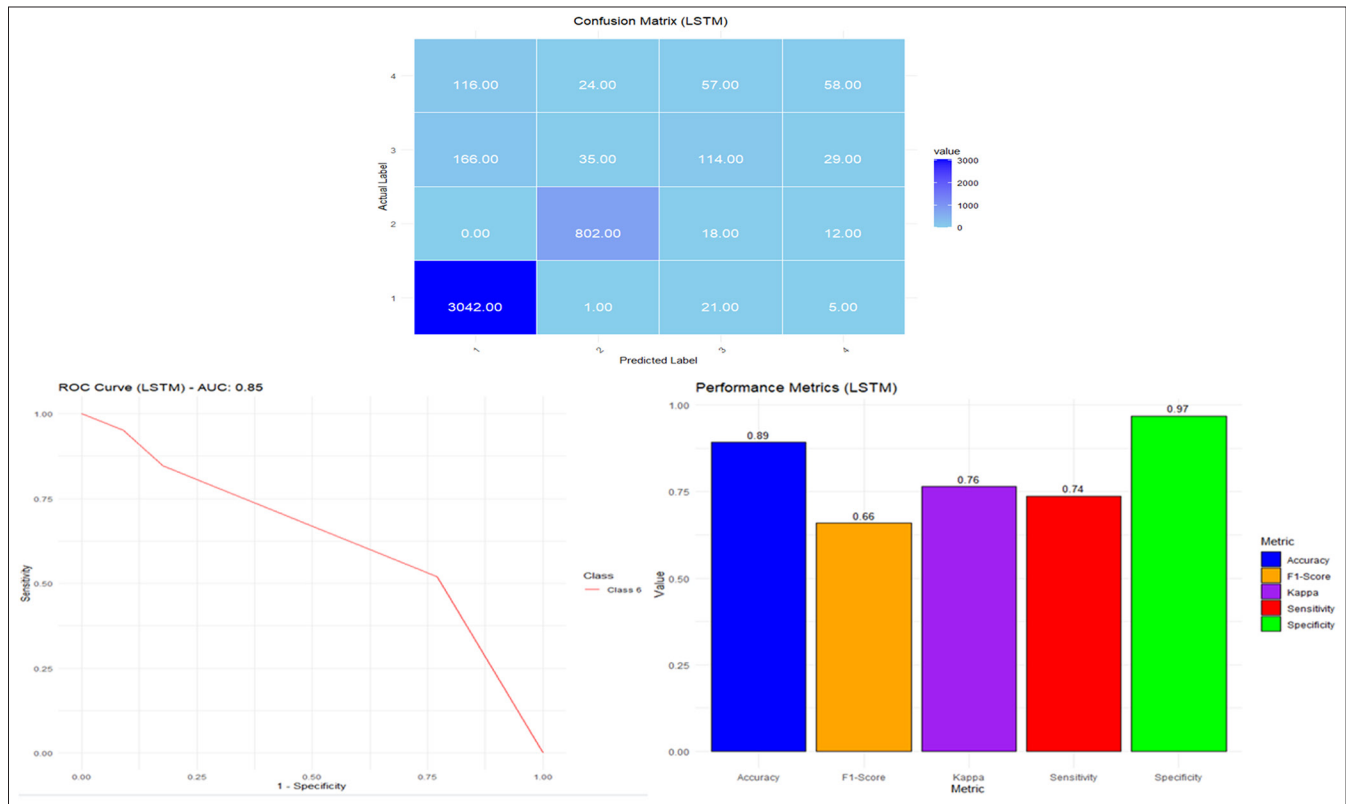 Confusion Matrix (LSTM)
4
116.00 24.00 57.00 58.00
3
166.00 35.00 114.00 29.00
2
0.00 802.00 18.00 12.00
1
3042.00 1.00 21.00 5.00
Actual Label
1 2 3 4
Predicted Label
value
3000
2000
1000
0
ROC Curve (LSTM) - AUC: 0.85
1.00
0.75
0.50
0.25
0.00
Sensitivity
0.00 0.25 0.50 0.75 1.00
1 - Specificity
Class
Class 6
Performance Metrics (LSTM)
1.00
0.75
0.50
0.25
0.00
Value
0.89
0.66
0.76
0.74
0.97
Accuracy F1-Score Kappa Sensitivity Specificity
Metric
Metric
Accuracy
F1-Score
Kappa
Sensitivity
Specificity